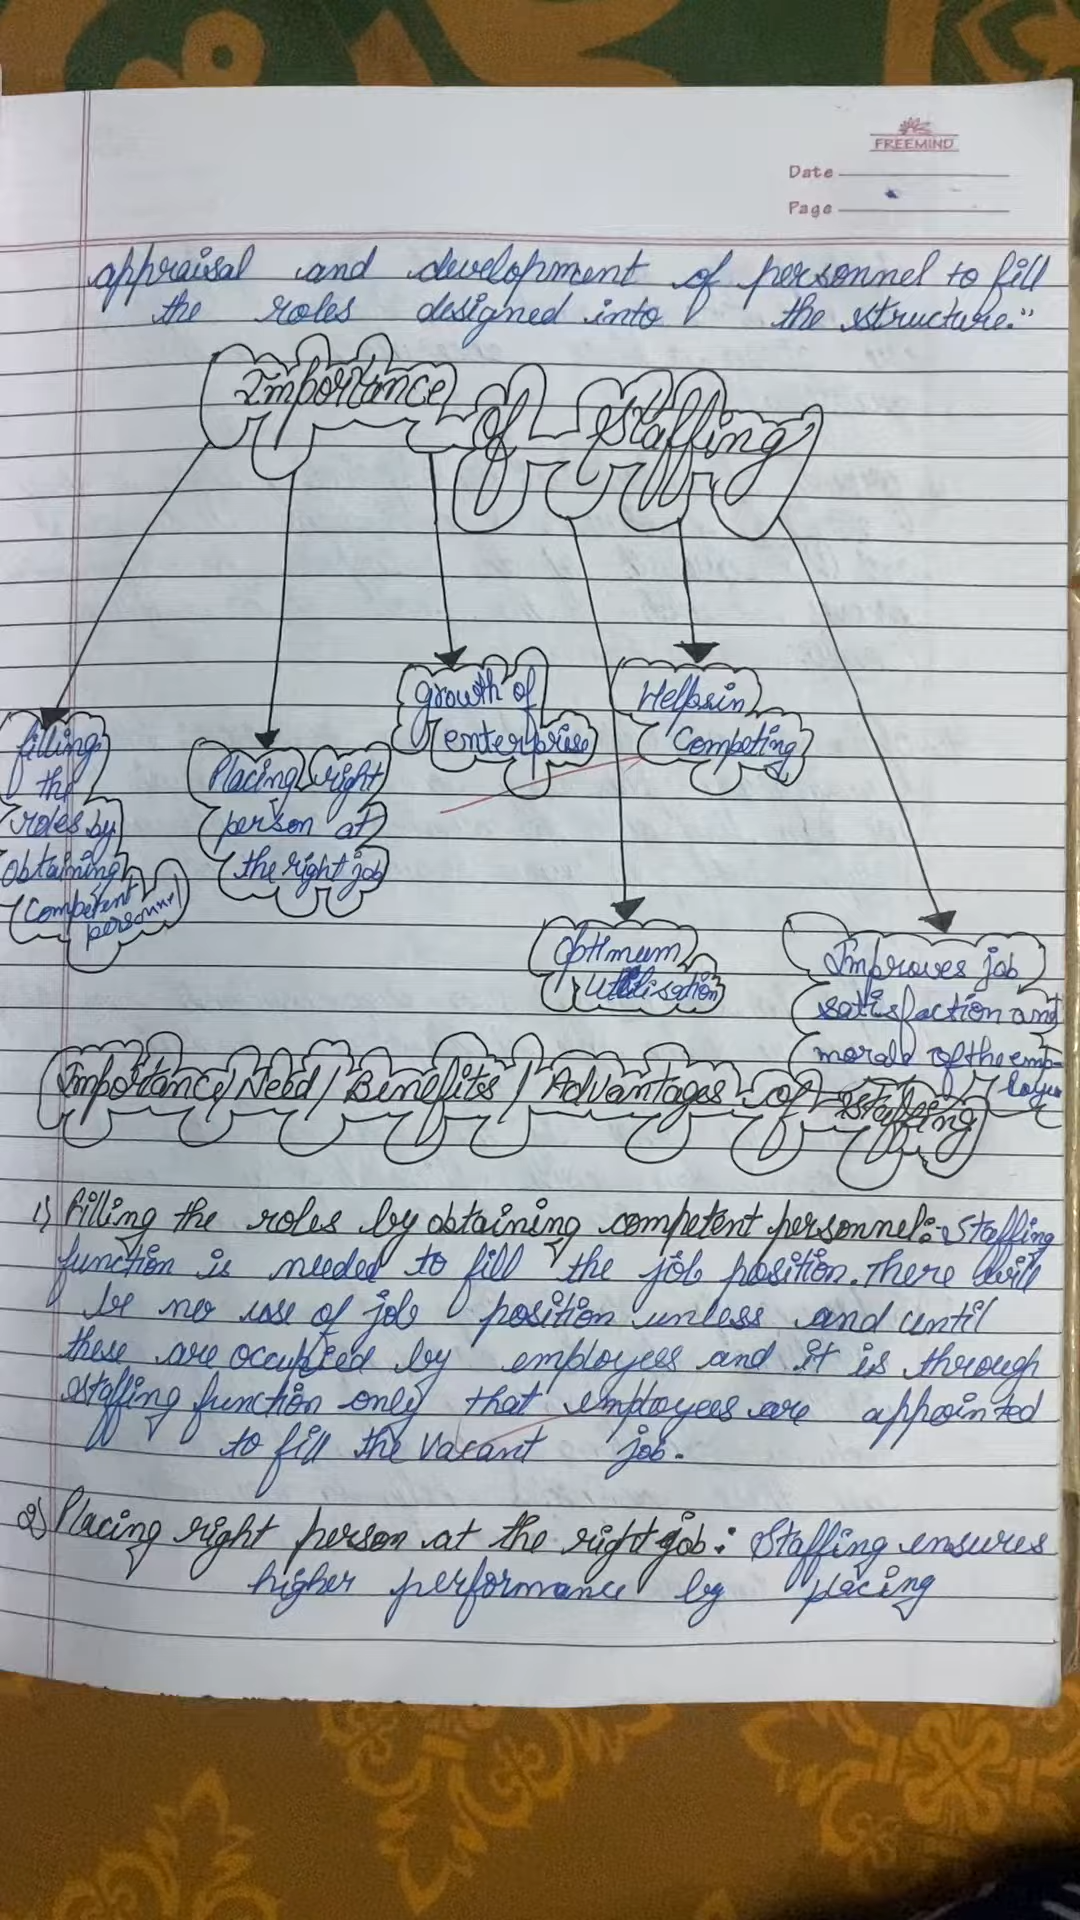 FREEMIND
Date
Page
appraisal and development of personnel to fill
the roles designed into the structure."
Importance of Staffing
growth of
enterprise
Helpsin
Competing
filling
the
roles by
obtaining
Competent
personnel
Placing right
person at
the right job
Optimum
Utilisation
Improves job
satisfaction and
morale of the emp-
loyee
Importance/Need/Benefits/Advantages of Staffing
1) Filling the roles by obtaining competent personnel:- Staffing
function is needed to fill the job position. There will
be no use of job position unless and until
these are occupied by employees and it is through
staffing function only that employees are appointed
to fill the vacant job.
2) Placing right person at the right job: Staffing ensures
higher performance by placing